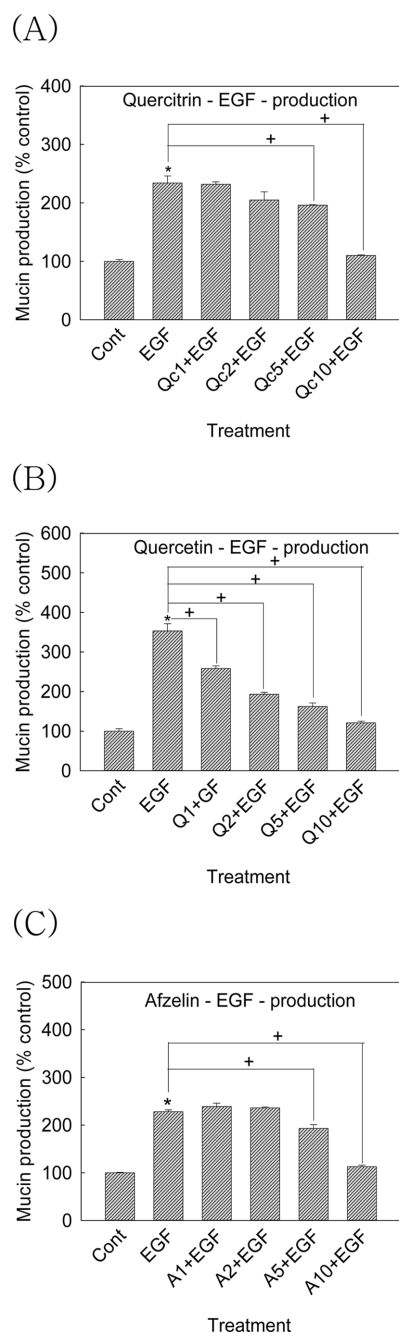 (A)
Quercitrin - EGF - production
Mucin production (% control)
400
300
200
100
0
*
+
+
Cont
EGF
Qc1+EGF
Qc2+EGF
Qc5+EGF
Qc10+EGF
Treatment
(B)
Quercetin - EGF - production
Mucin production (% control)
600
500
400
300
200
100
0
*
+
+
+
+
Cont
EGF
Q1+GF
Q2+EGF
Q5+EGF
Q10+EGF
Treatment
(C)
Afzelin - EGF - production
Mucin production (% control)
500
400
300
200
100
0
*
+
+
Cont
EGF
A1+EGF
A2+EGF
A5+EGF
A10+EGF
Treatment